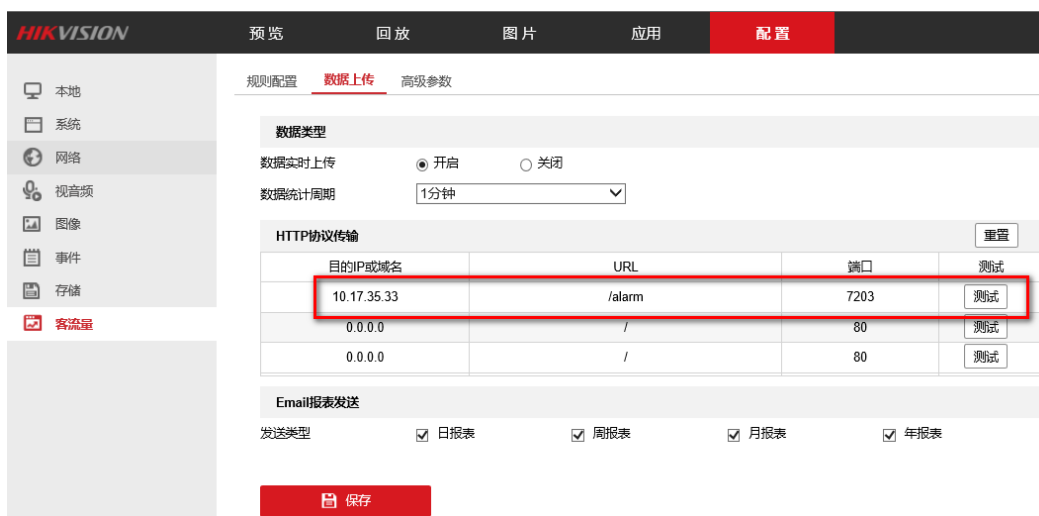 HIKVISION 预览 回放 图片 应用 配置
本地
系统
网络
视音频
图像
事件
存储
客流量
规则配置 数据上传 高级参数
数据类型
数据实时上传 开启 关闭
数据统计周期 1分钟
HTTP协议传输 重置
目的IP或域名 URL 端口 测试
10.17.35.33 /alarm 7203 测试
0.0.0.0 / 80 测试
0.0.0.0 / 80 测试
Email报表发送
发送类型 日报表 周报表 月报表 年报表
保存